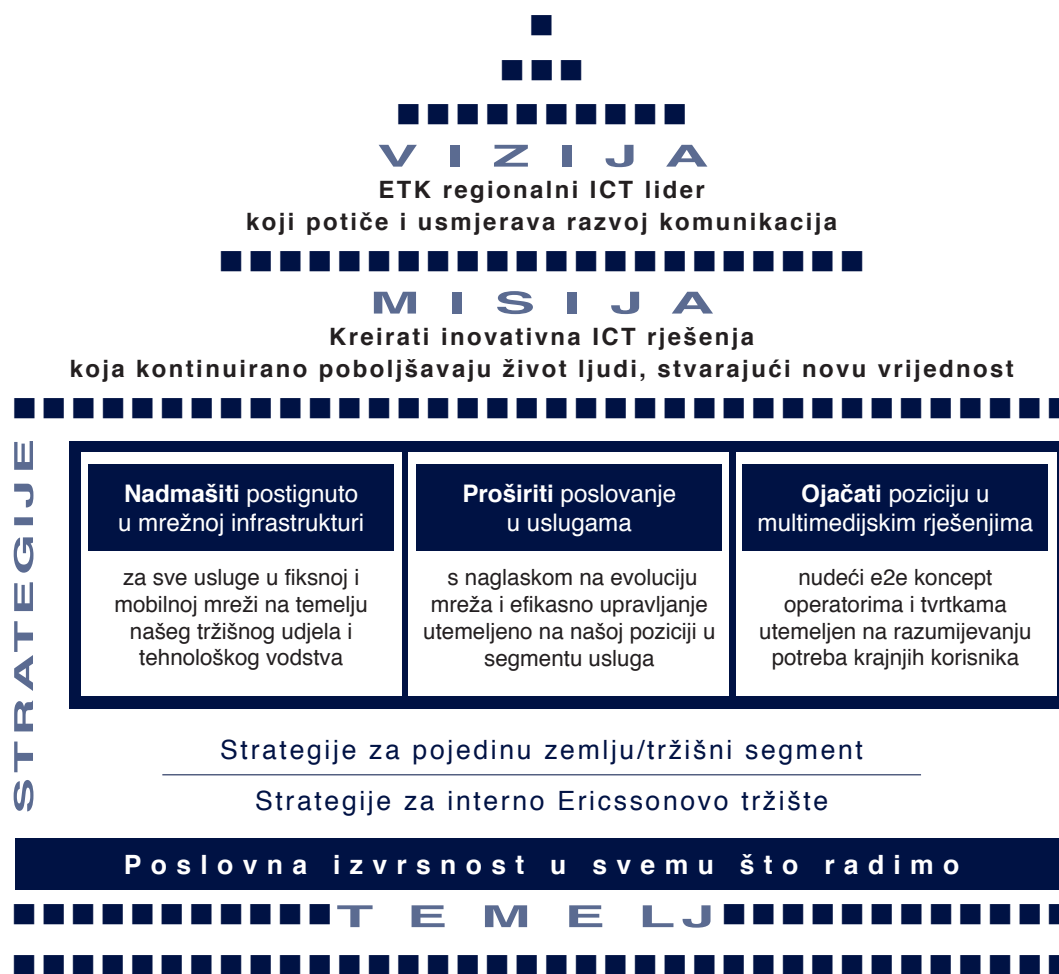 VIZIJA
ETK regionalni ICT lider
koji potiče i usmjerava razvoj komunikacija
MISIJA
Kreirati inovativna ICT rješenja
koja kontinuirano poboljšavaju život ljudi, stvarajući novu vrijednost
STRATEGIJE
Nadmašiti postignuto
u mrežnoj infrastrukturi
za sve usluge u fiksnoj i
mobilnoj mreži na temelju
našeg tržišnog udjela i
tehnološkog vodstva
Proširiti poslovanje
u uslugama
s naglaskom na evoluciju
mreža i efikasno upravljanje
utemeljeno na našoj poziciji u
segmentu usluga
Ojačati poziciju u
multimedijskim rješenjima
nudeći e2e koncept
operatorima i tvrtkama
utemeljen na razumijevanju
potreba krajnjih korisnika
Strategije za pojedinu zemlju/tržišni segment
Strategije za interno Ericssonovo tržište
Poslovna izvrsnost u svemu što radimo
TEMELJ